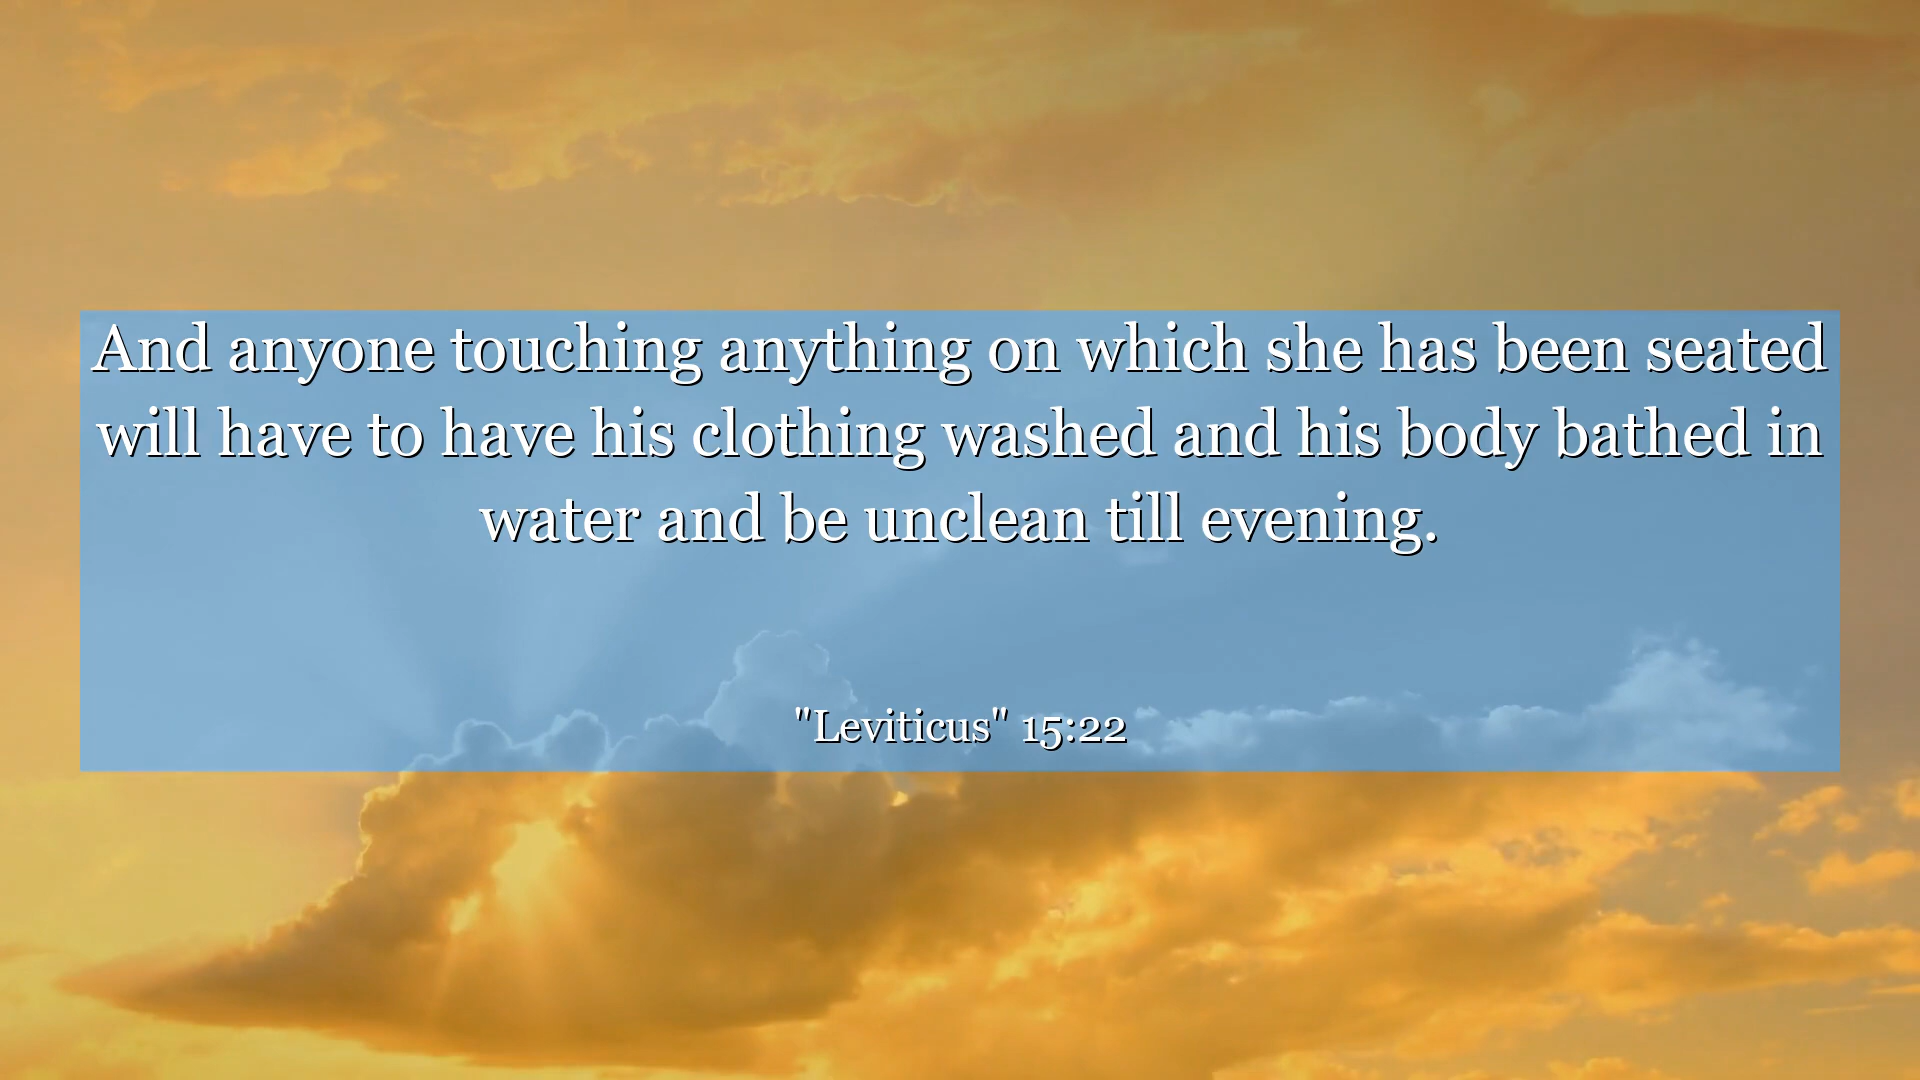 And anyone touching anything on which she has been seated
will have to have his clothing washed and his body bathed in
water and be unclean till evening.
"Leviticus" 15:22